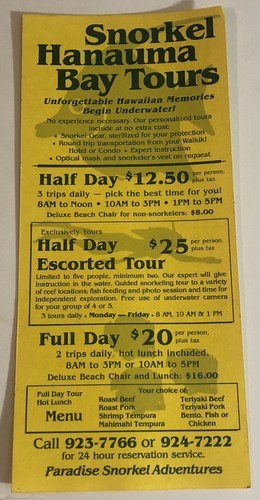 Snorkel
Hanauma
Bay Tours
Unforgettable Hawaiian Memories
Begin Underwater!
No experience necessary. Our personalized tours
include at no extra cost:
• Snorkel Gear, sterilized for your protection
• Round trip transportation from your Waikiki
Hotel or Condo • Expert instruction
• Optical mask and snorkeler's vest on request
Half Day $12.50 per person, plus tax
3 trips daily — pick the best time for you!
8AM to Noon • 10AM to 3PM • 1PM to 5PM
Deluxe Beach Chair for non-snorkelers: $8.00
Exclusively Yours
Half Day $25 per person, plus tax
Escorted Tour
Limited to five people, minimum two. Our expert will give
instruction in the water. Guided snorkeling tour to a variety
of reef locations; fish feeding and photo session and time for
independent exploration. Free use of underwater camera
for your group of 4 or 5.
3 tours daily • Monday — Friday • 8 AM, 10 AM & 1 PM
Full Day $20 per person, plus tax
2 trips daily, hot lunch included.
8AM to 3PM or 10AM to 5PM
Deluxe Beach Chair and Lunch: $16.00
Full Day Tour
Hot Lunch
Menu
Your choice of:
Roast Beef
Roast Pork
Shrimp Tempura
Mahimahi Tempura
Teriyaki Beef
Teriyaki Pork
Bento, Fish or
Chicken
Call 923-7766 or 924-7222
for 24 hour reservation service.
Paradise Snorkel Adventures